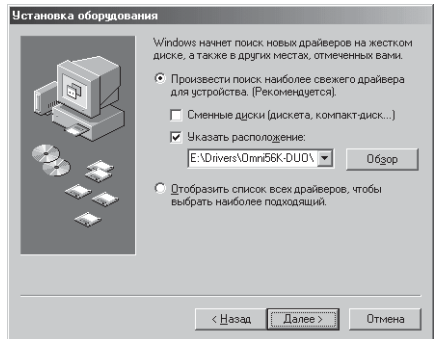 Установка оборудования
Windows начнет поиск новых драйверов на жестком
диске, а также в других местах, отмеченных вами.
Произвести поиск наиболее свежего драйвера
для устройства. (Рекомендуется).
Сменные диски (дискета, компакт-диск...)
Указать расположение:
E:\Drivers\Omni56K-DUO\
Обзор
Отобразить список всех драйверов, чтобы
выбрать наиболее подходящий.
< Назад
Далее >
Отмена